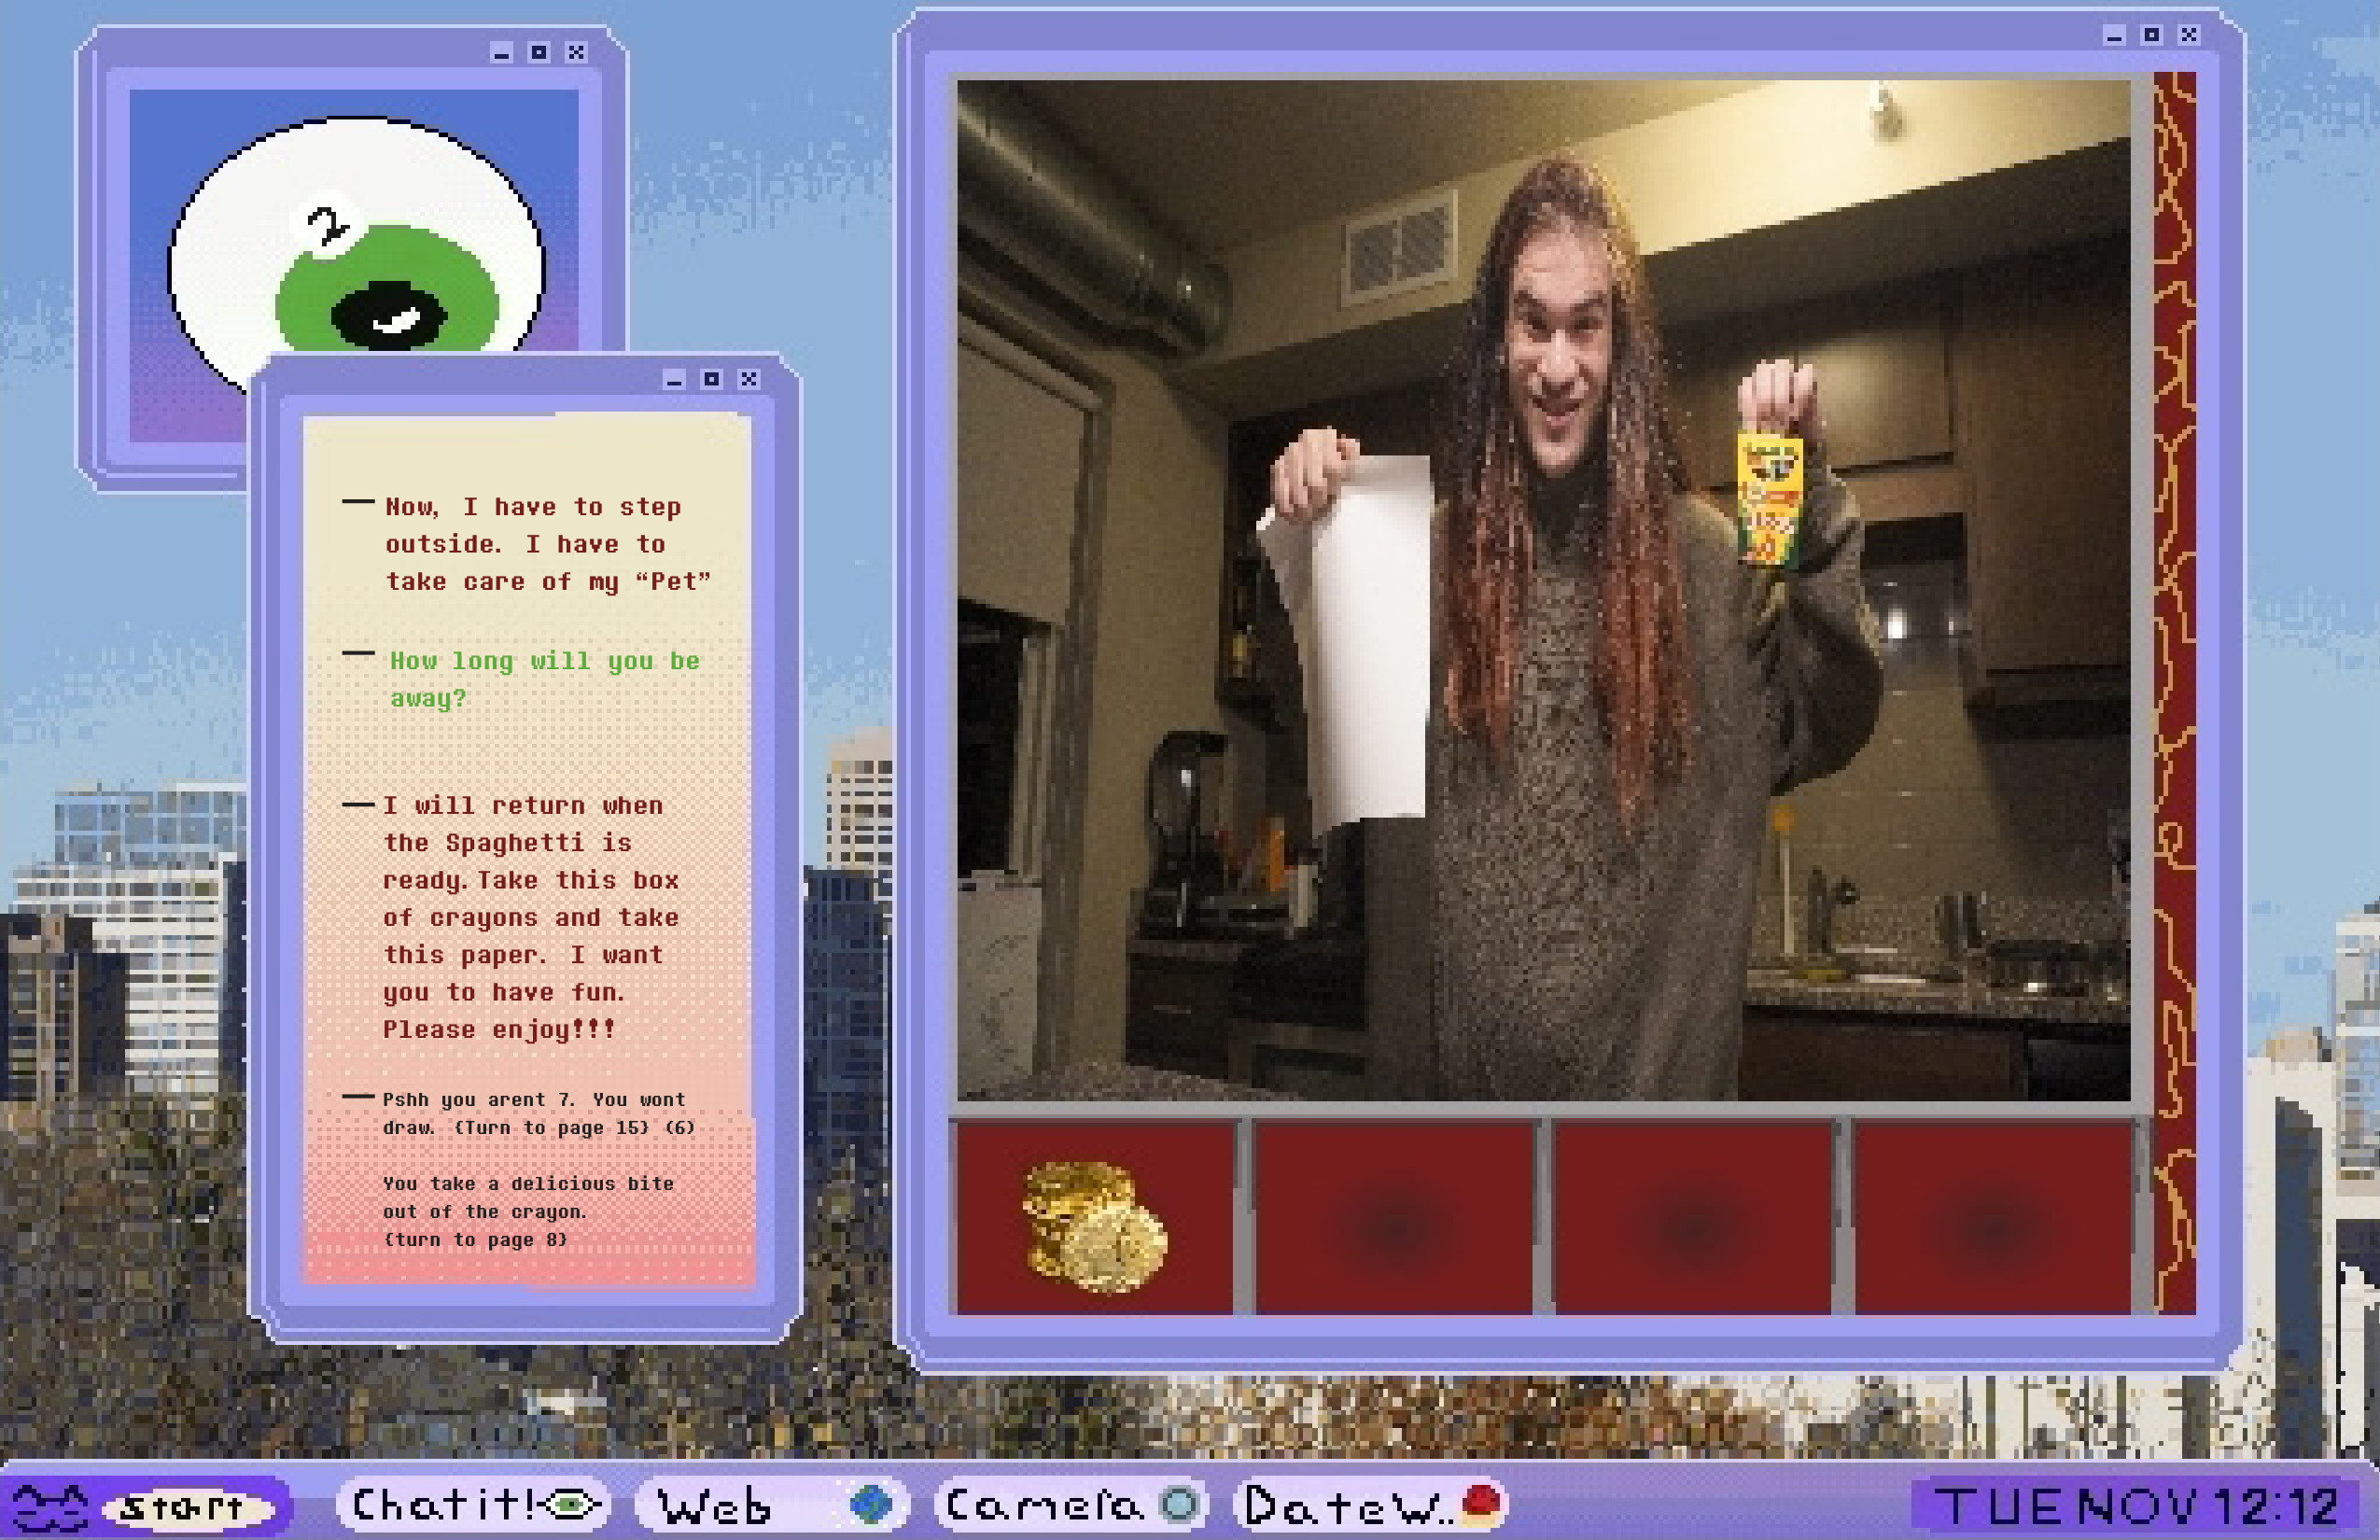 2
Now, I have to step
outside. I have to
take care of my “Pet”
How long will you be
away?
I will return when
the Spaghetti is
ready. Take this box
of crayons and take
this paper. I want
you to have fun.
Please enjoy!!!
Pshh you arent 7. You wont
draw. {Turn to page 15} (6)
You take a delicious bite
out of the crayon.
{turn to page 8}
start
Chatit!
Web
Camera
DateW..
TUE NOV 12:12